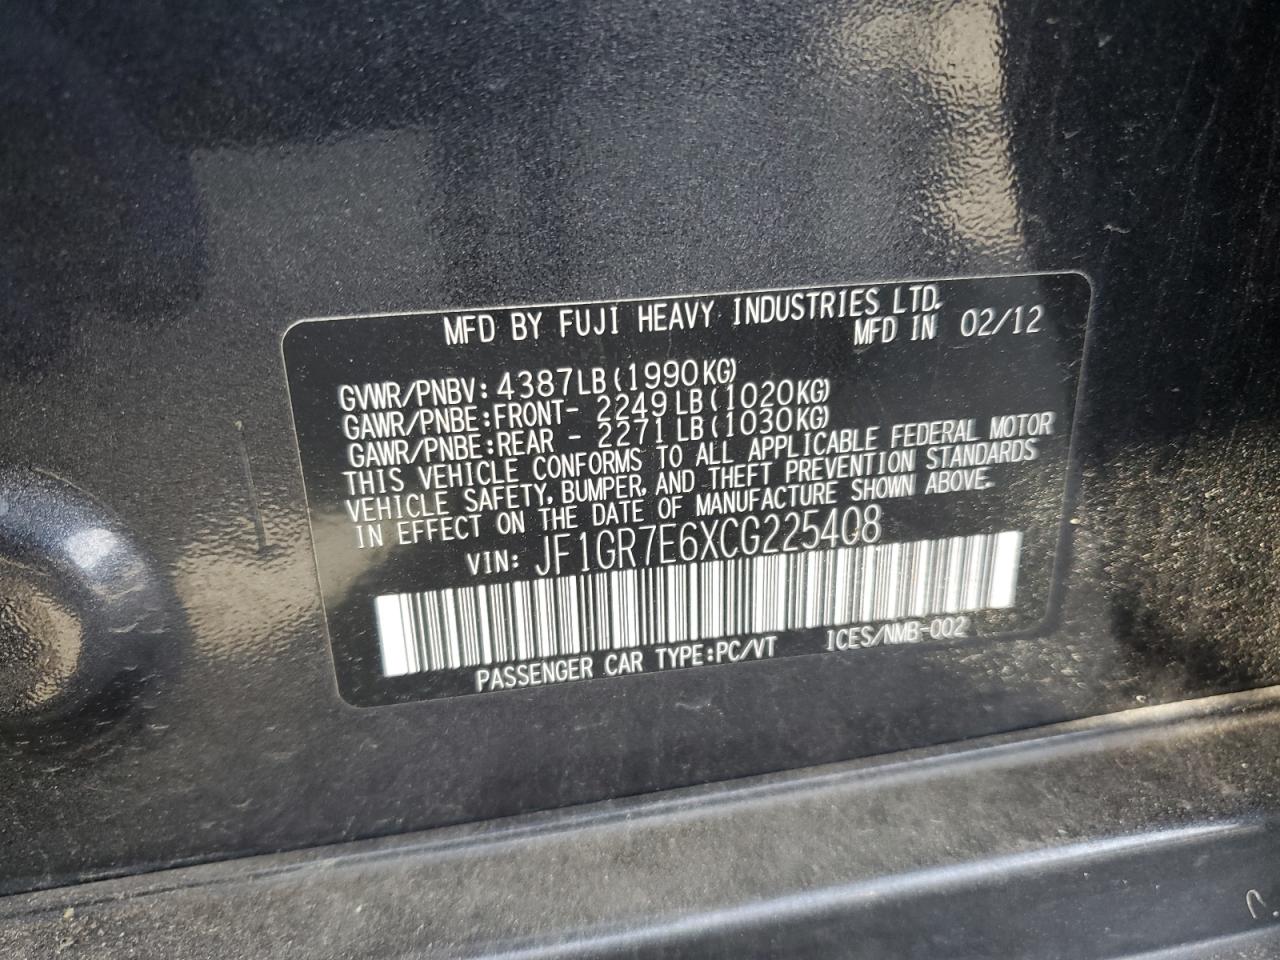 MFD BY FUJI HEAVY INDUSTRIES LTD.
MFD IN 02/12
GVWR/PNBV: 4387LB(1990KG)
GAWR/PNBE:FRONT- 2249LB(1020KG)
GAWR/PNBE:REAR - 2271LB(1030KG)
THIS VEHICLE CONFORMS TO ALL APPLICABLE FEDERAL MOTOR
VEHICLE SAFETY, BUMPER, AND THEFT PREVENTION STANDARDS
IN EFFECT ON THE DATE OF MANUFACTURE SHOWN ABOVE.
VIN: JF1GR7E6XCG225408
PASSENGER CAR TYPE:PC/VT ICES/NMB-002